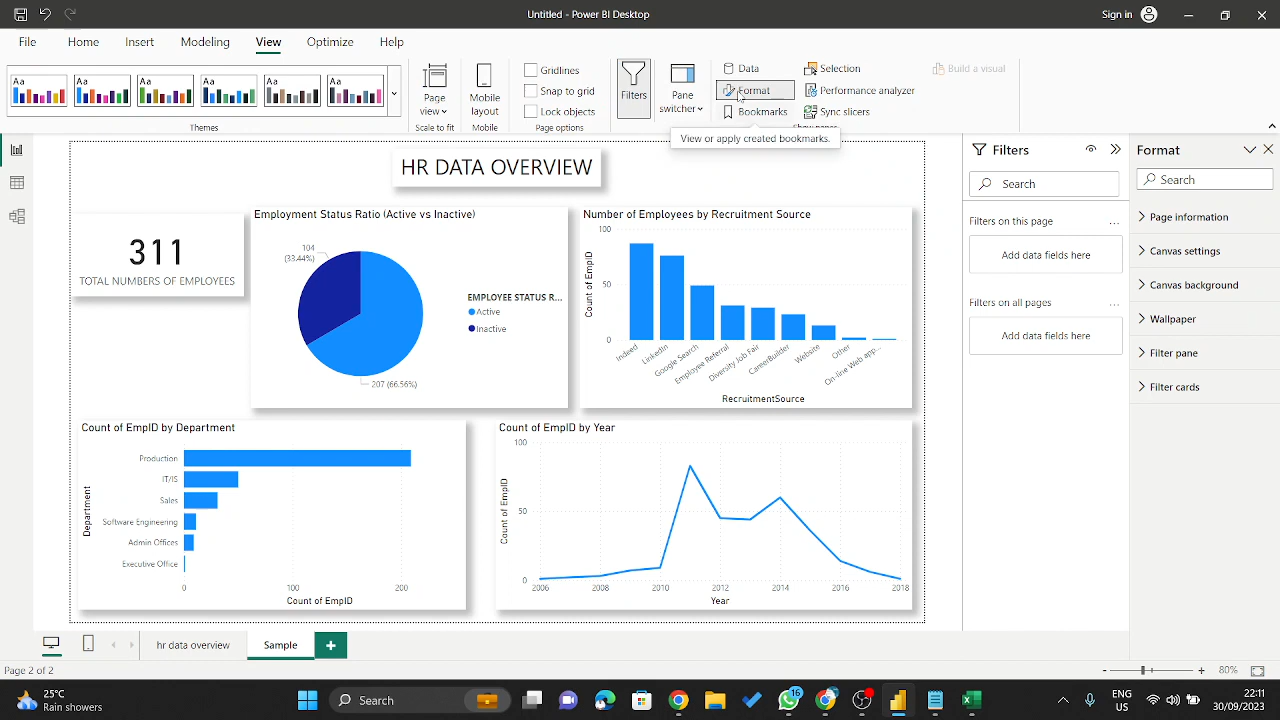 Untitled - Power BI Desktop
Sign in
File
Home
Insert
Modeling
View
Optimize
Help
Aa
Aa
Aa
Aa
Aa
Aa
Themes
Page view
Scale to fit
Mobile layout
Mobile
Gridlines
Snap to grid
Lock objects
Page options
Filters
Pane switcher
Data
Format
Bookmarks
Selection
Performance analyzer
Sync slicers
Build a visual
View or apply created bookmarks.
HR DATA OVERVIEW
311
TOTAL NUMBERS OF EMPLOYEES
Employment Status Ratio (Active vs Inactive)
104
(33.44%)
207 (66.56%)
EMPLOYEE STATUS R...
Active
Inactive
Number of Employees by Recruitment Source
Count of EmpID
100
50
0
Indeed
LinkedIn
Google Search
Employee Referral
Diversity Job Fair
CareerBuilder
Website
Other
On-line Web app...
RecruitmentSource
Count of EmpID by Department
Department
Production
IT/IS
Sales
Software Engineering
Admin Offices
Executive Office
0
100
200
Count of EmpID
Count of EmpID by Year
Count of EmpID
100
50
0
2006
2008
2010
2012
2014
2016
2018
Year
Filters
Search
Filters on this page
...
Add data fields here
Filters on all pages
...
Add data fields here
Format
Search
Page information
Canvas settings
Canvas background
Wallpaper
Filter pane
Filter cards
hr data overview
Sample
Page 2 of 2
80%
25°C
Rain showers
Search
16
ENG
US
22:11
30/09/2023